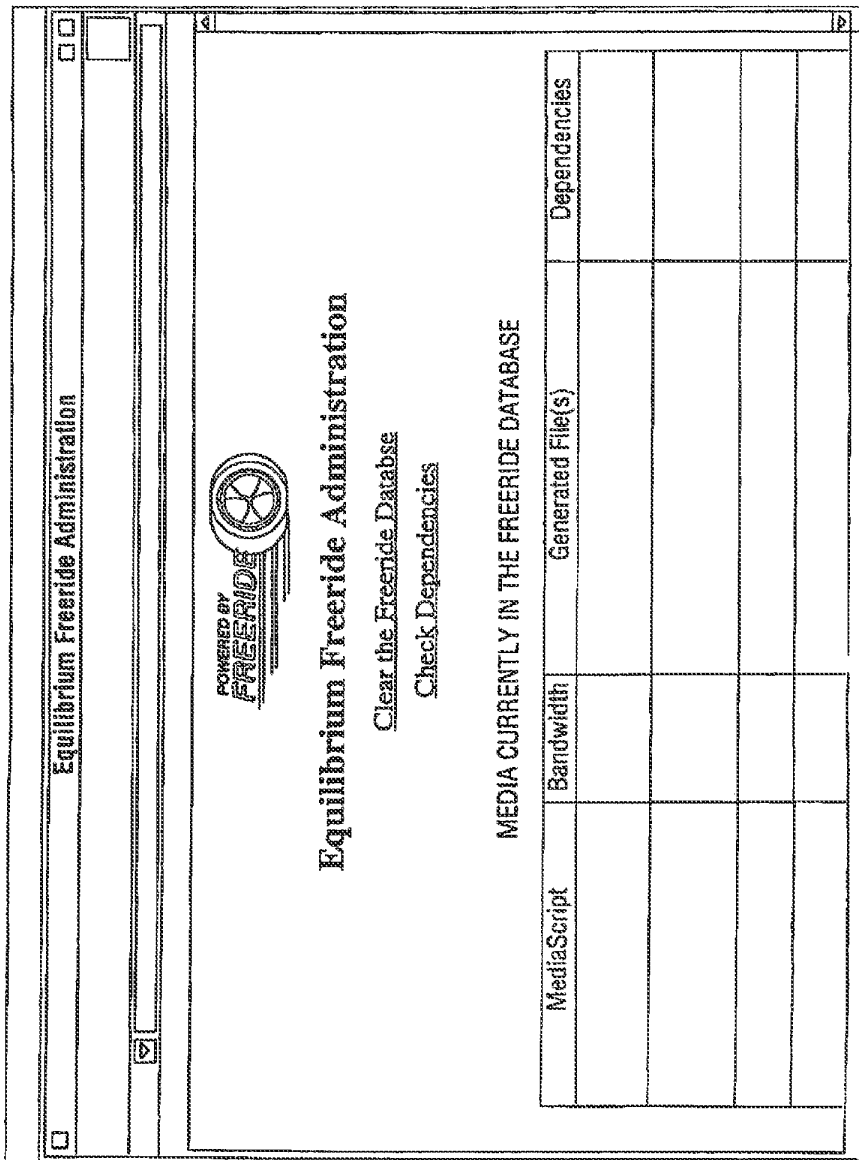 Equilibrium Freeride Administration
POWERED BY
FREERIDE
Equilibrium Freeride Administration
Clear the Freeride Databse
Check Dependencies
MEDIA CURRENTLY IN THE FREERIDE DATABASE
MediaScript Bandwidth Generated File(s) Dependencies